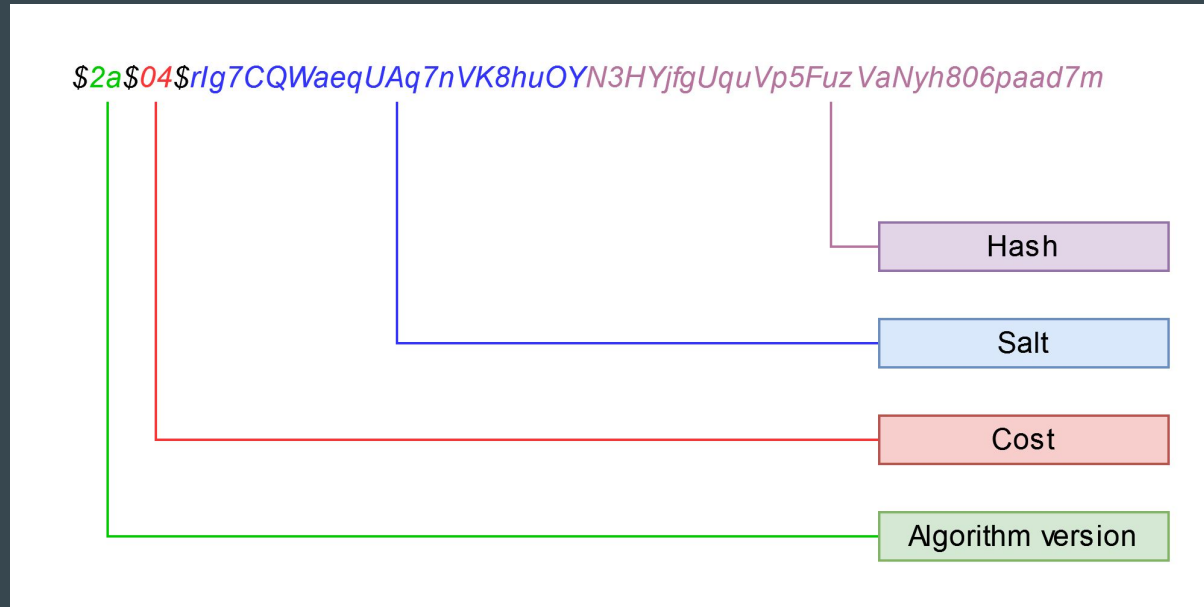 $2a$04$rIg7CQWaeqUAq7nVK8huOYN3HYjfgUquVp5FuzVaNyh806paad7m
Hash
Salt
Cost
Algorithm version